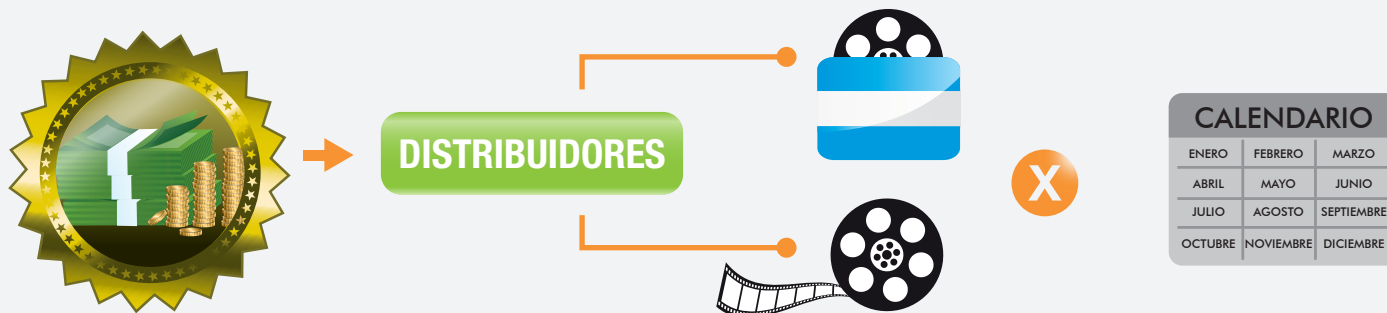 DISTRIBUIDORES
X
CALENDARIO
ENERO FEBRERO MARZO
ABRIL MAYO JUNIO
JULIO AGOSTO SEPTIEMBRE
OCTUBRE NOVIEMBRE DICIEMBRE